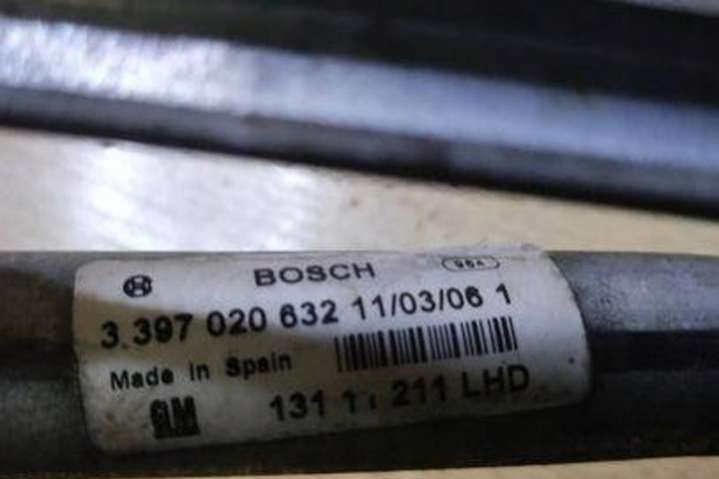 BOSCH
3.397 020 632 11/03/06 1
Made in Spain
GM
131 211 LHD